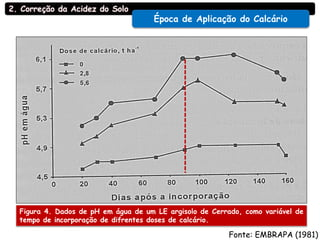 2. Correção da Acidez do Solo
Época de Aplicação do Calcário
Dose de calcário, t ha-1
0
2,8
5,6
pH em água
6,1
5,7
5,3
4,9
4,5
0 20 40 60 80 100 120 140 160
Dias após a incorporação
Figura 4. Dados de pH em água de um LE argisolo de Cerrado, como variável de
tempo de incorporação de difrentes doses de calcário.
Fonte: EMBRAPA (1981)